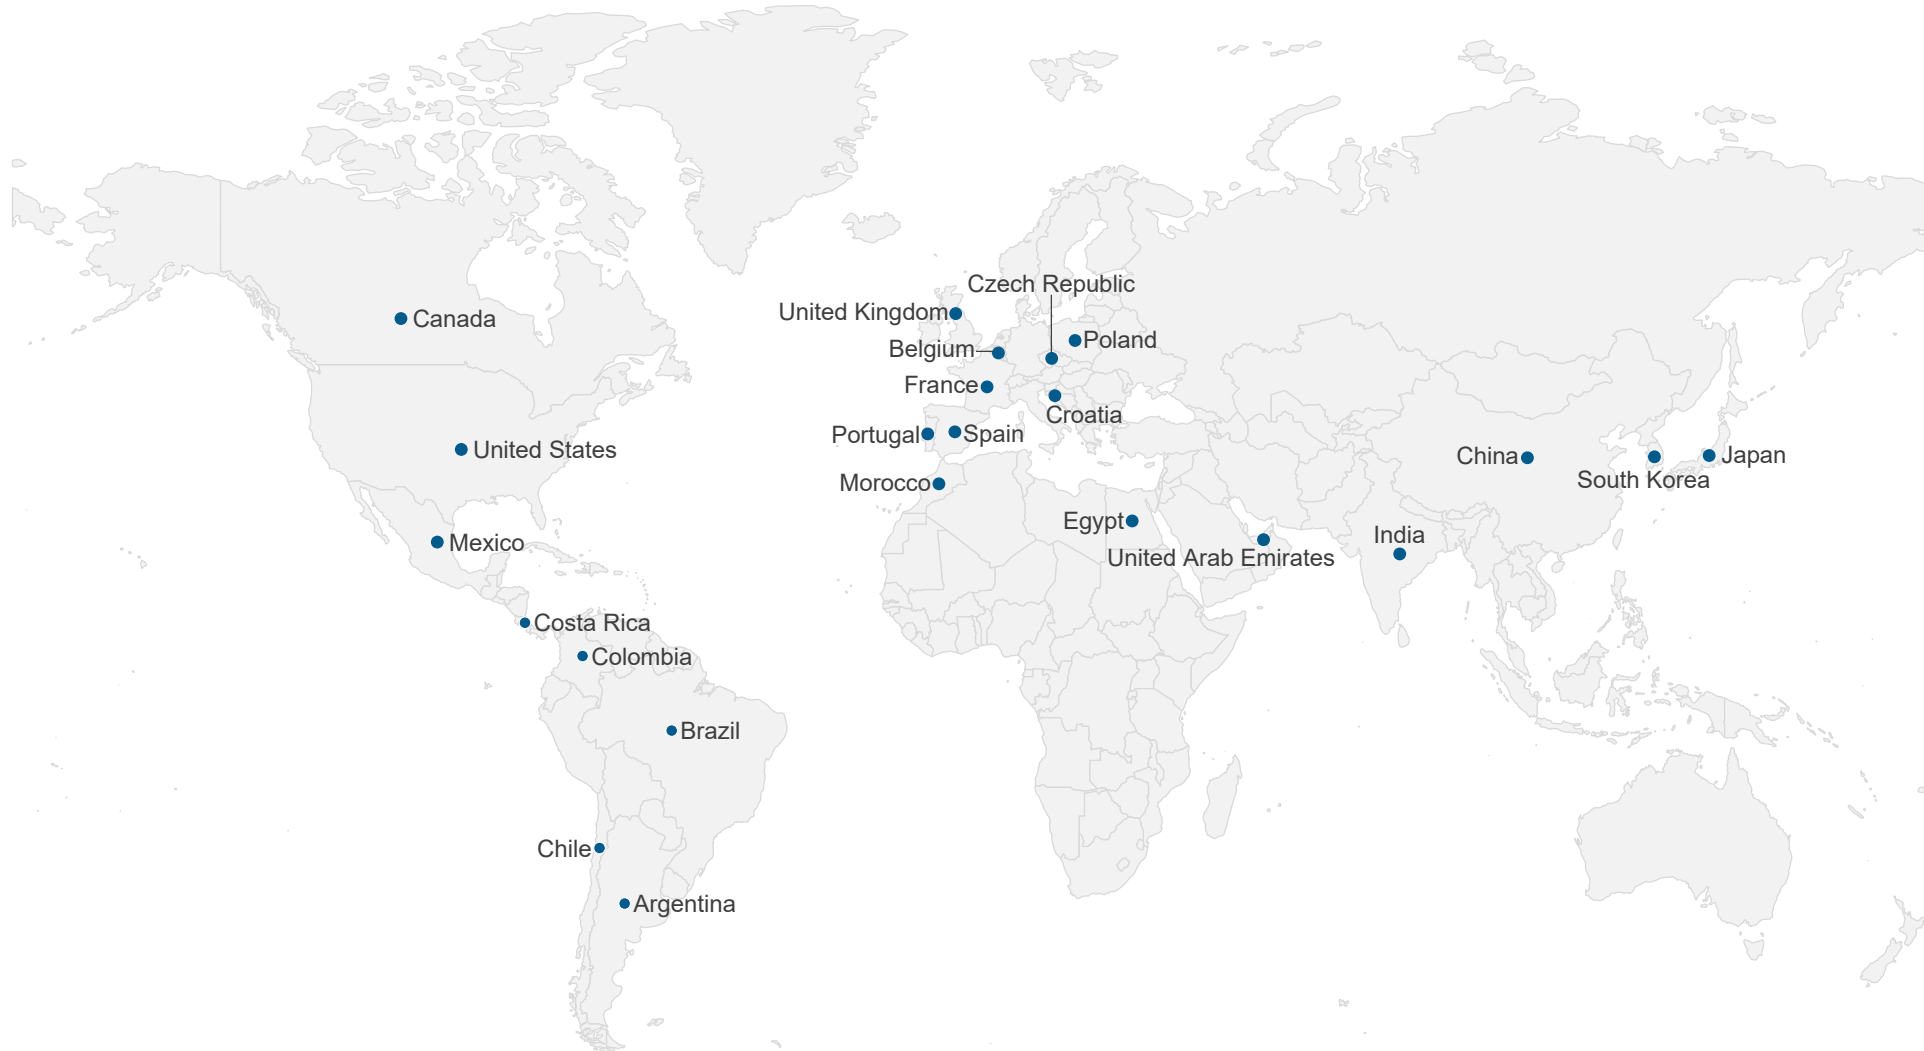 Czech Republic
United Kingdom
Canada
Poland
Belgium
France
Croatia
Portugal
Spain
United States
China
Japan
South Korea
Morocco
Egypt
India
Mexico
United Arab Emirates
Costa Rica
Colombia
Brazil
Chile
Argentina